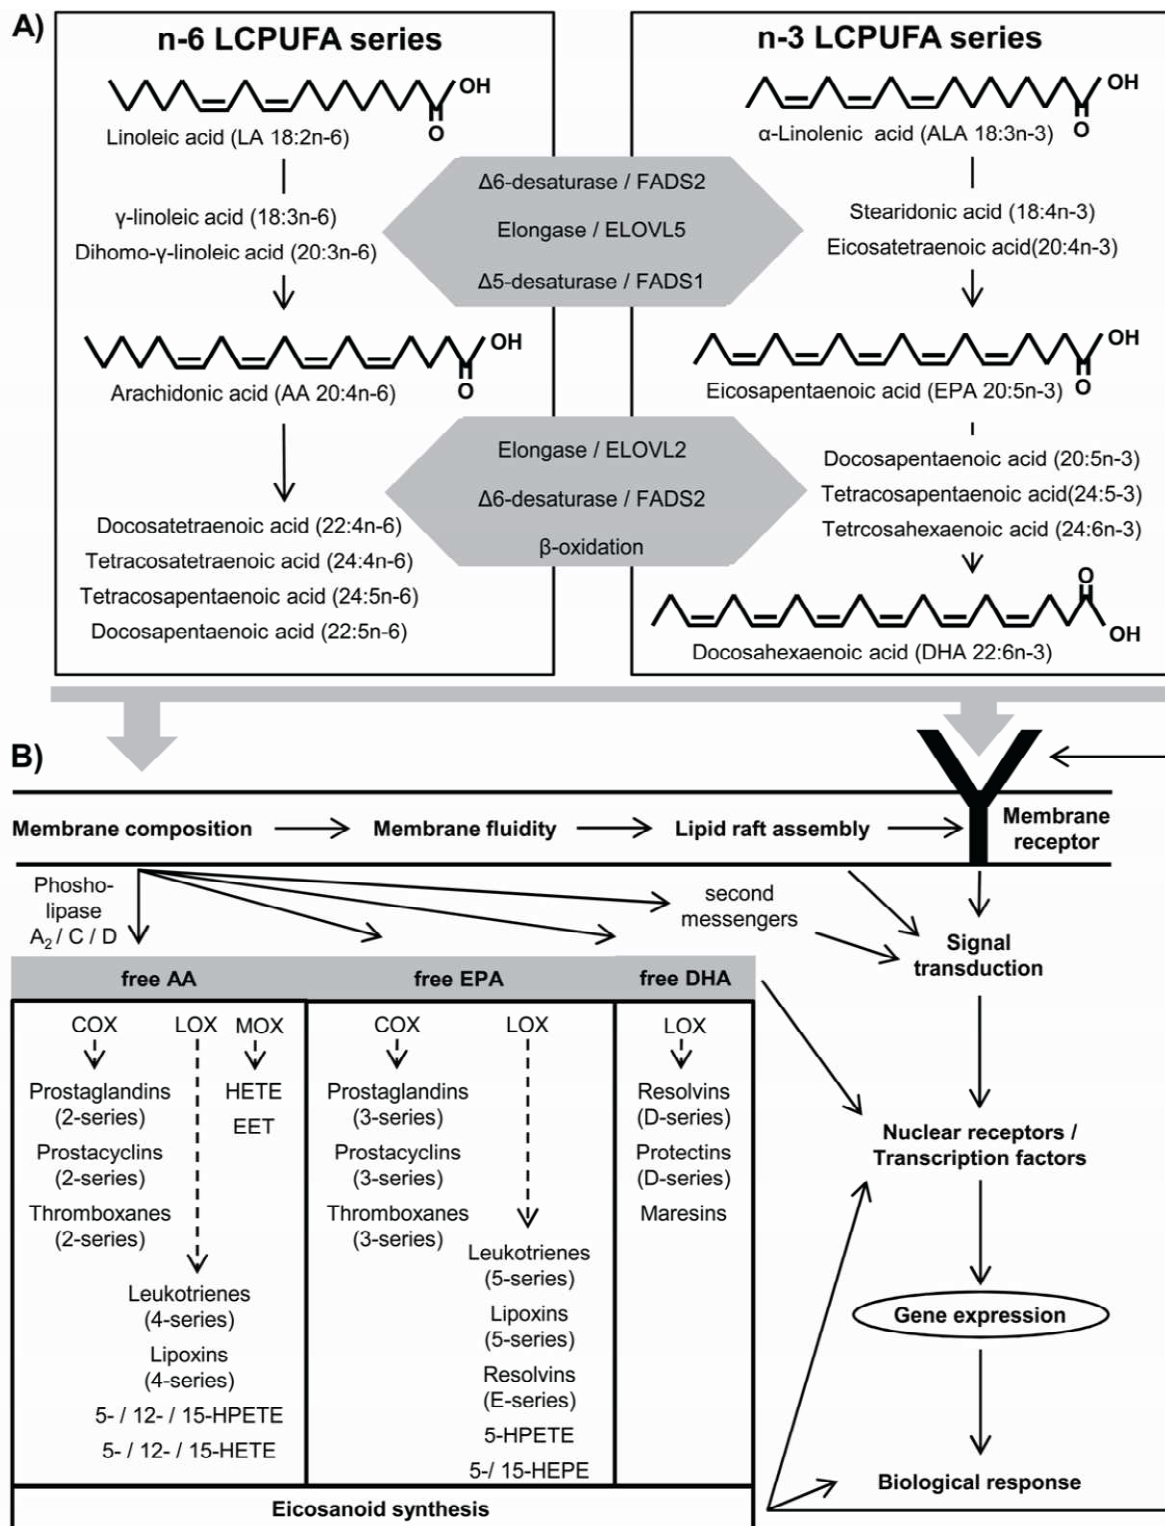 A)
n-6 LCPUFA series
OH
O
Linoleic acid (LA 18:2n-6)
γ-linoleic acid (18:3n-6)
Dihomo-γ-linoleic acid (20:3n-6)
OH
O
Arachidonic acid (AA 20:4n-6)
Docosatetraenoic acid (22:4n-6)
Tetracosatetraenoic acid (24:4n-6)
Tetracosapentaenoic acid (24:5n-6)
Docosapentaenoic acid (22:5n-6)
Δ6-desaturase / FADS2
Elongase / ELOVL5
Δ5-desaturase / FADS1
Elongase / ELOVL2
Δ6-desaturase / FADS2
β-oxidation
n-3 LCPUFA series
OH
O
α-Linolenic acid (ALA 18:3n-3)
Stearidonic acid (18:4n-3)
Eicosatetraenoic acid(20:4n-3)
OH
O
Eicosapentaenoic acid (EPA 20:5n-3)
Docosapentaenoic acid (20:5n-3)
Tetracosapentaenoic acid(24:5-3)
Tetrcosahexaenoic acid (24:6n-3)
O
OH
Docosahexaenoic acid (DHA 22:6n-3)
B)
Membrane composition
Membrane fluidity
Lipid raft assembly
Membrane
receptor
Phosho-
lipase
A2 / C / D
second
messengers
Signal
transduction
free AA
COX
Prostaglandins
(2-series)
Prostacyclins
(2-series)
Thromboxanes
(2-series)
LOX
Leukotrienes
(4-series)
Lipoxins
(4-series)
5- / 12- / 15-HPETE
5- / 12- / 15-HETE
MOX
HETE
EET
free EPA
COX
Prostaglandins
(3-series)
Prostacyclins
(3-series)
Thromboxanes
(3-series)
LOX
Leukotrienes
(5-series)
Lipoxins
(5-series)
Resolvins
(E-series)
5-HPETE
5-/ 15-HEPE
free DHA
LOX
Resolvins
(D-series)
Protectins
(D-series)
Maresins
Eicosanoid synthesis
Nuclear receptors /
Transcription factors
Gene expression
Biological response